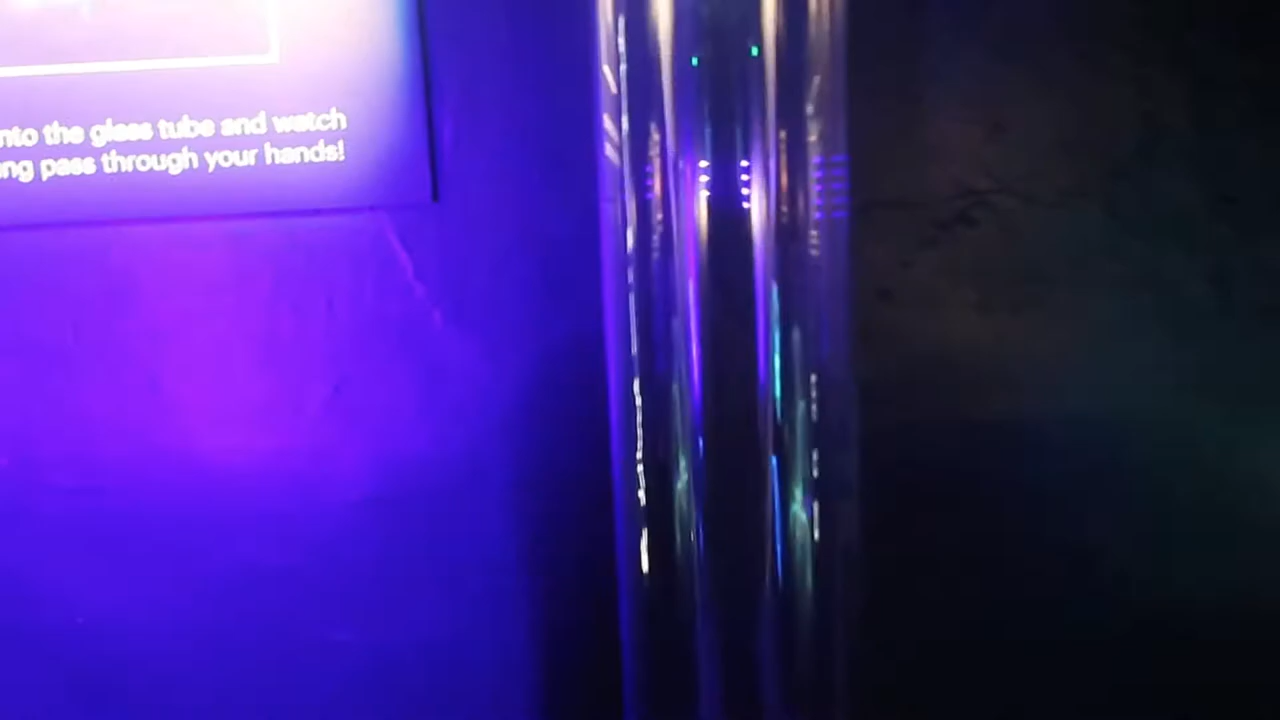 nto the glass tube and watch
ng pass through your hands!